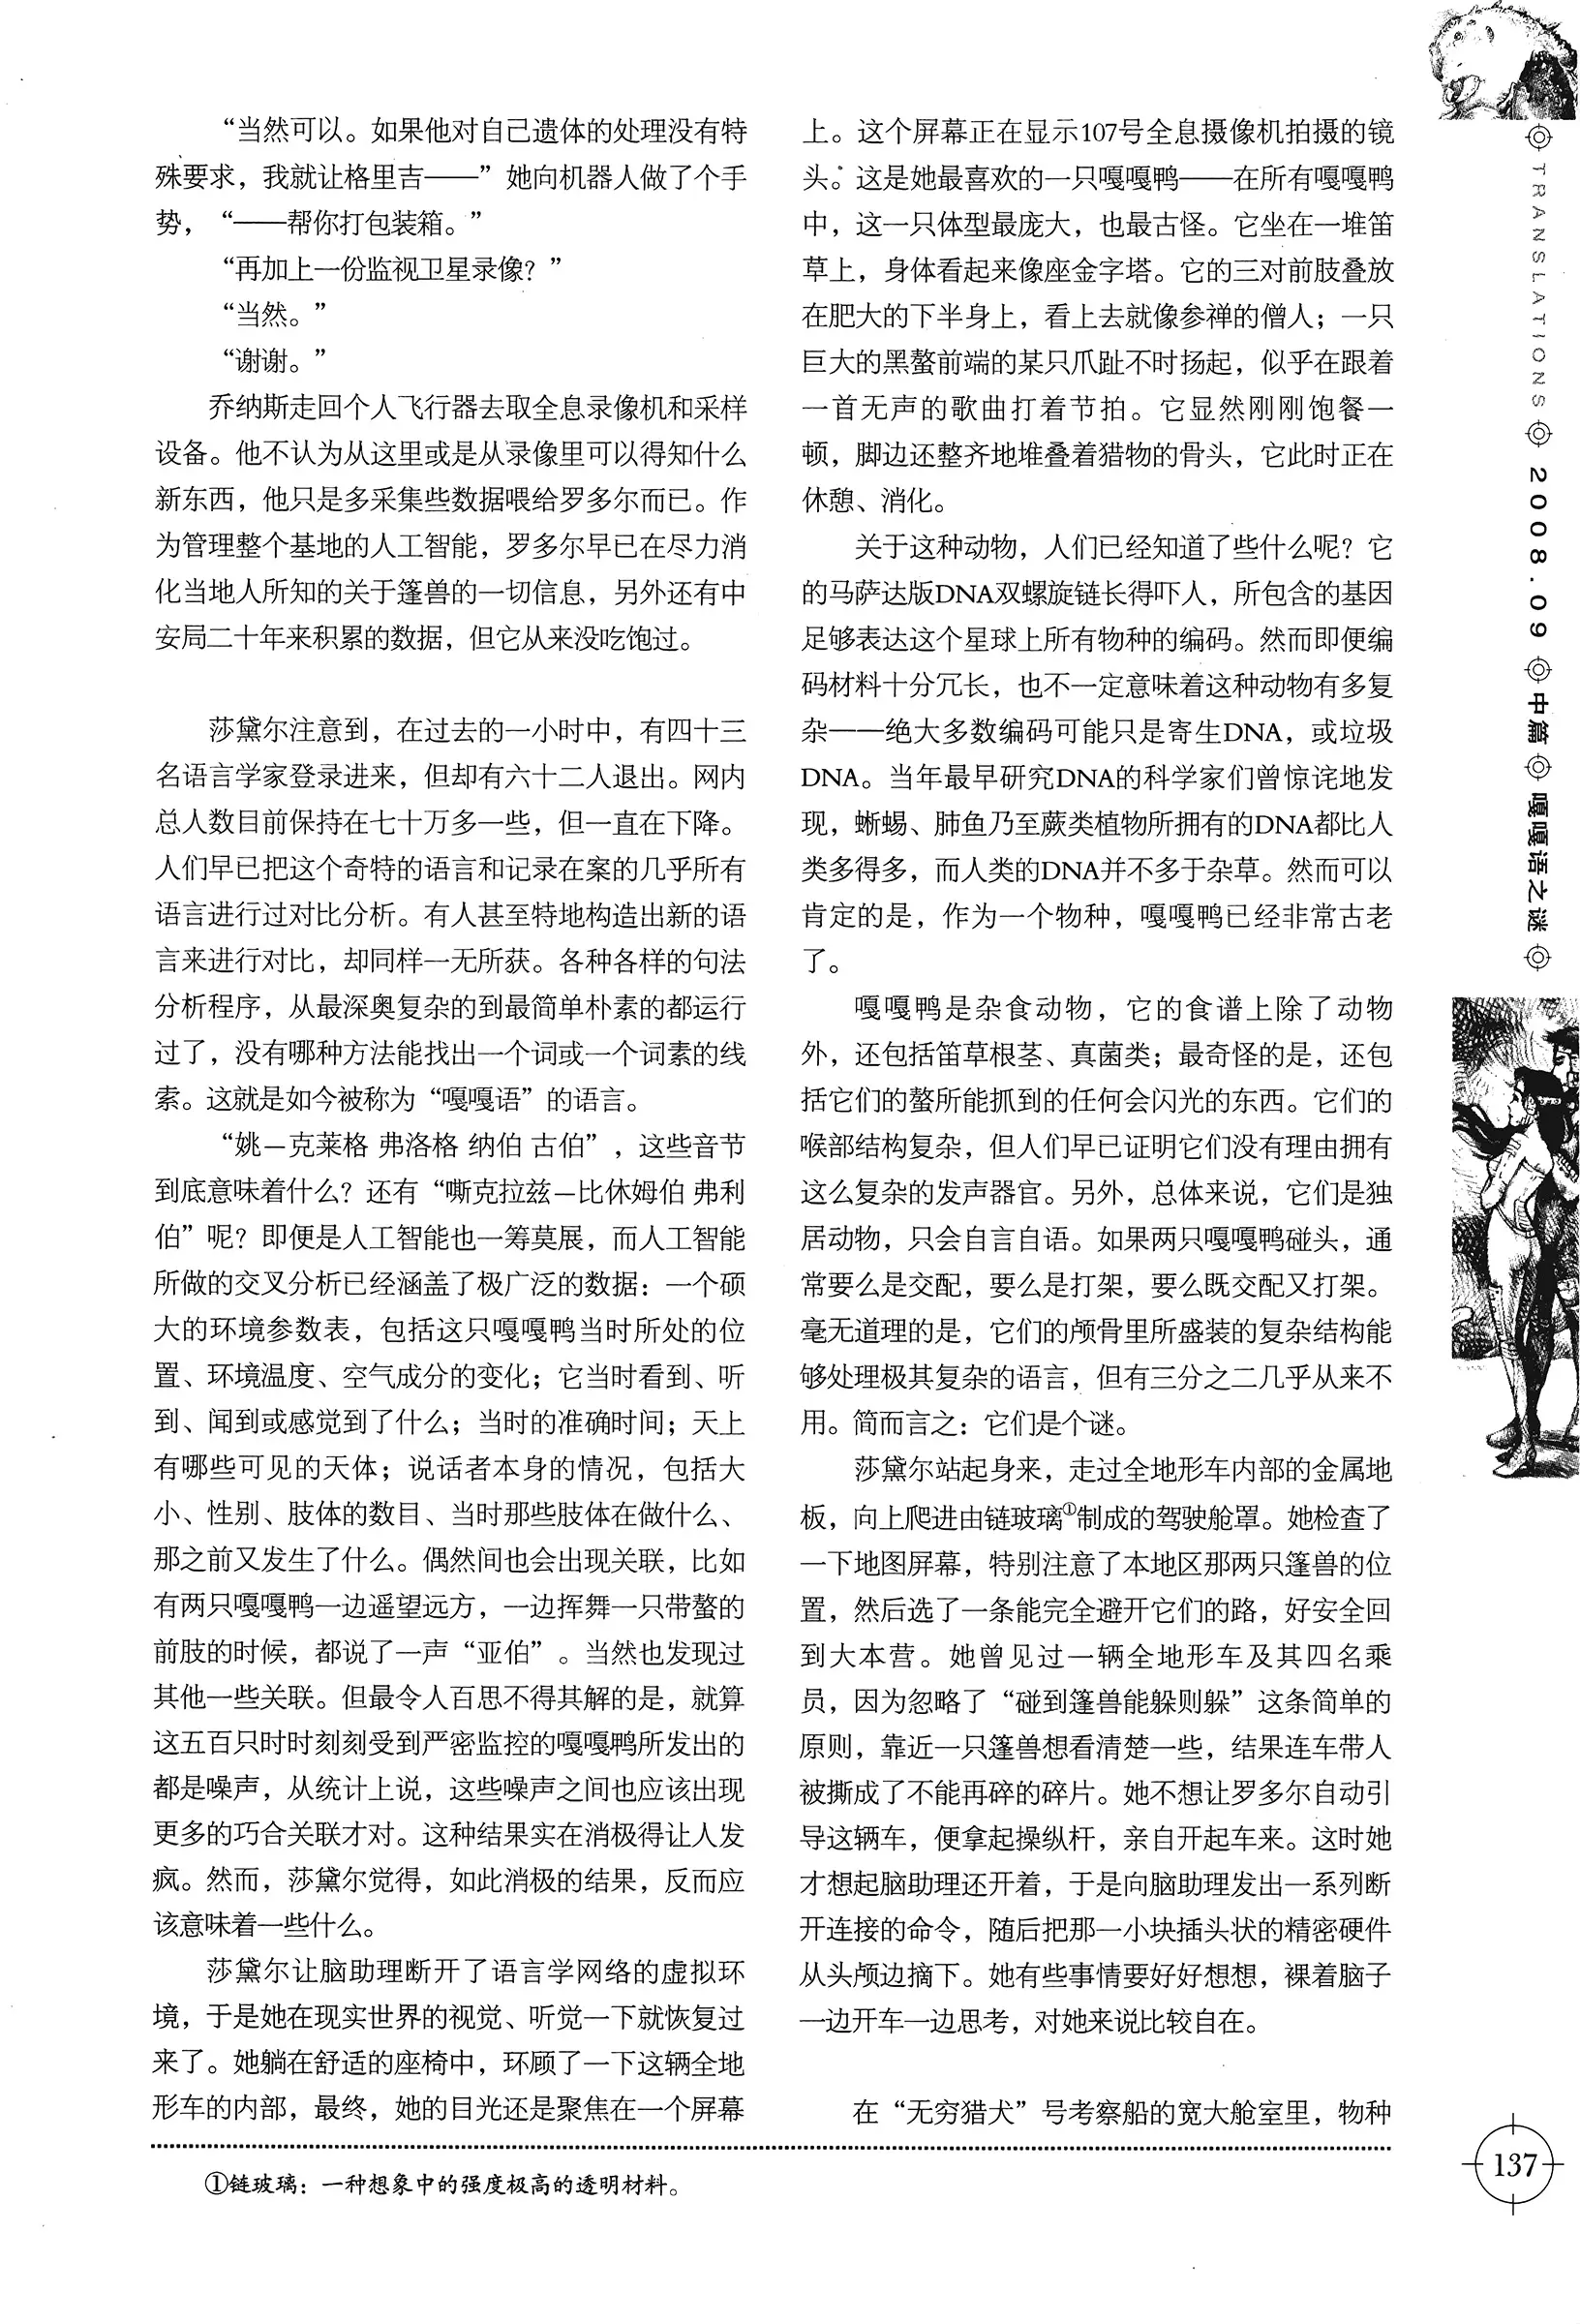 “当然可以。如果他对自己遗体的处理没有特
殊要求，我就让格里吉——”她向机器人做了个手
势，“——帮你打包装箱。”
“再加上一份监视卫星录像？”
“当然。”
“谢谢。”
乔纳斯走回个人飞行器去取全息录像机和采样
设备。他不认为从这里或是从录像里可以得知什么
新东西，他只是多采集些数据喂给罗多尔而已。作
为管理整个基地的人工智能，罗多尔早已在尽力消
化当地人所知的关于篷兽的一切信息，另外还有中
安局二十年来积累的数据，但它从来没吃饱过。
莎黛尔注意到，在过去的一小时中，有四十三
名语言学家登录进来，但却有六十二人退出。网内
总人数目前保持在七十万多一些，但一直在下降。
人们早已把这个奇特的语言和记录在案的几乎所有
语言进行过对比分析。有人甚至特地构造出新的语
言来进行对比，却同样一无所获。各种各样的句法
分析程序，从最深奥复杂的到最简单朴素的都运行
过了，没有哪种方法能找出一个词或一个词素的线
索。这就是如今被称为“嘎嘎语”的语言。
“姚－克莱格 弗洛格 纳伯 古伯”，这些音节
到底意味着什么？还有“嘶克拉兹－比休姆伯 弗利
伯”呢？即便是人工智能也一筹莫展，而人工智能
所做的交叉分析已经涵盖了极广泛的数据：一个硕
大的环境参数表，包括这只嘎嘎鸭当时所处的位
置、环境温度、空气成分的变化；它当时看到、听
到、闻到或感觉到了什么；当时的准确时间；天上
有哪些可见的天体；说话者本身的情况，包括大
小、性别、肢体的数目、当时那些肢体在做什么、
那之前又发生了什么。偶然间也会出现关联，比如
有两只嘎嘎鸭一边遥望远方，一边挥舞一只带螯的
前肢的时候，都说了一声“亚伯”。当然也发现过
其他一些关联。但最令人百思不得其解的是，就算
这五百只时时刻刻受到严密监控的嘎嘎鸭所发出的
都是噪声，从统计上说，这些噪声之间也应该出现
更多的巧合关联才对。这种结果实在消极得让人发
疯。然而，莎黛尔觉得，如此消极的结果，反而应
该意味着一些什么。
莎黛尔让脑助理断开了语言学网络的虚拟环
境，于是她在现实世界的视觉、听觉一下就恢复过
来了。她躺在舒适的座椅中，环顾了一下这辆全地
形车的内部，最终，她的目光还是聚焦在一个屏幕
上。这个屏幕正在显示107号全息摄像机拍摄的镜
头。这是她最喜欢的一只嘎嘎鸭——在所有嘎嘎鸭
中，这一只体型最庞大，也最古怪。它坐在一堆笛
草上，身体看起来像座金字塔。它的三对前肢叠放
在肥大的下半身上，看上去就像参禅的僧人；一只
巨大的黑螯前端的某只爪趾不时扬起，似乎在跟着
一首无声的歌曲打着节拍。它显然刚刚饱餐一
顿，脚边还整齐地堆叠着猎物的骨头，它此时正在
休憩、消化。
关于这种动物，人们已经知道了些什么呢？它
的马萨达版DNA双螺旋链长得吓人，所包含的基因
足够表达这个星球上所有物种的编码。然而即便编
码材料十分冗长，也不一定意味着这种动物有多复
杂——绝大多数编码可能只是寄生DNA，或垃圾
DNA。当年最早研究DNA的科学家们曾惊诧地发
现，蜥蜴、肺鱼乃至蕨类植物所拥有的DNA都比人
类多得多，而人类的DNA并不多于杂草。然而可以
肯定的是，作为一个物种，嘎嘎鸭已经非常古老
了。
嘎嘎鸭是杂食动物，它的食谱上除了动物
外，还包括笛草根茎、真菌类；最奇怪的是，还包
括它们的螯所能抓到的任何会闪光的东西。它们的
喉部结构复杂，但人们早已证明它们没有理由拥有
这么复杂的发声器官。另外，总体来说，它们是独
居动物，只会自言自语。如果两只嘎嘎鸭碰头，通
常要么是交配，要么是打架，要么既交配又打架。
毫无道理的是，它们的颅骨里所盛装的复杂结构能
够处理极其复杂的语言，但有三分之二几乎从来不
用。简而言之：它们是个谜。
莎黛尔站起身来，走过全地形车内部的金属地
板，向上爬进由链玻璃①制成的驾驶舱罩。她检查了
一下地图屏幕，特别注意了本地区那两只篷兽的位
置，然后选了一条能完全避开它们的路，好安全回
到大本营。她曾见过一辆全地形车及其四名乘
员，因为忽略了“碰到篷兽能躲则躲”这条简单的
原则，靠近一只篷兽想看清楚一些，结果连车带人
被撕成了不能再碎的碎片。她不想让罗多尔自动引
导这辆车，便拿起操纵杆，亲自开起车来。这时她
才想起脑助理还开着，于是向脑助理发出一系列断
开连接的命令，随后把那一小块插头状的精密硬件
从头颅边摘下。她有些事情要好好想想，裸着脑子
一边开车一边思考，对她来说比较自在。
在“无穷猎犬”号考察船的宽大舱室里，物种
①链玻璃：一种想象中的强度极高的透明材料。
TRANSLATIONS 2008.09 中篇 嘎嘎语之谜
137